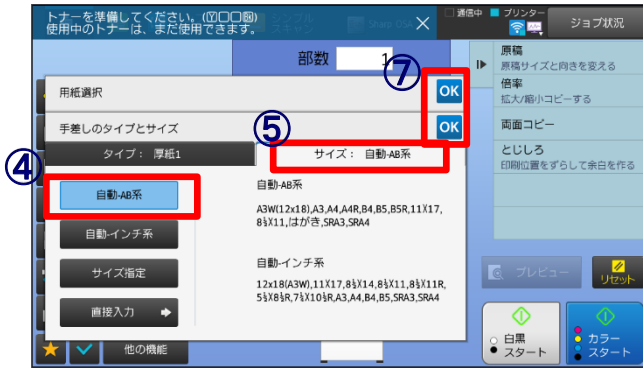 トナーを準備してください。(ⓎⓂⒸⓀ)
使用中のトナーは、まだ使用できます。
シンプル
スキャン
Sharp OSA
通信中
プリンター
ジョブ状況
部数
1
⑦
用紙選択
OK
手差しのタイプとサイズ
⑤
OK
タイプ: 厚紙1
サイズ: 自動-AB系
④
自動-AB系
自動-インチ系
サイズ指定
直接入力
自動-AB系
A3W(12x18),A3,A4,A4R,B4,B5,B5R,11X17,
8½X11,はがき,SRA3,SRA4
自動-インチ系
12x18(A3W),11X17,8½X14,8½X11,8½X11R,
5½X8½R,7¼X10½R,A3,A4,B4,B5,SRA3,SRA4
原稿
原稿サイズと向きを変える
倍率
拡大/縮小コピーする
両面コピー
とじしろ
印刷位置をずらして余白を作る
プレビュー
リセット
他の機能
白黒
スタート
カラー
スタート